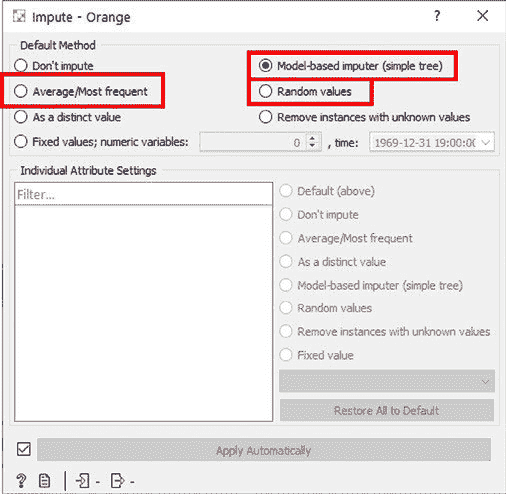 Impute - Orange ? X
Default Method
Don't impute Model-based imputer (simple tree)
Average/Most frequent Random values
As a distinct value Remove instances with unknown values
Fixed values; numeric variables: 0 , time: 1969-12-31 19:00:00
Individual Attribute Settings
Filter... Default (above)
Don't impute
Average/Most frequent
As a distinct value
Model-based imputer (simple tree)
Random values
Remove instances with unknown values
Fixed value
Restore All to Default
Apply Automatically
? - -